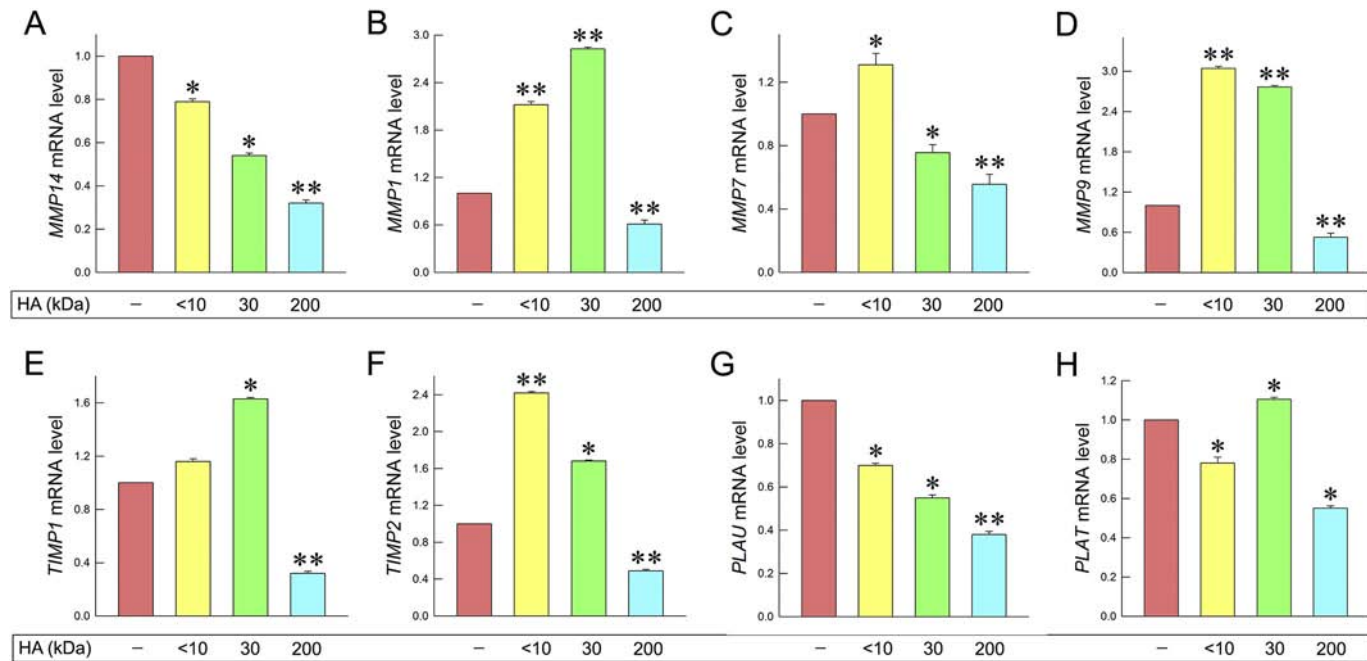 A B C D
MMP14 mRNA level
1.0
0.8
0.6
0.4
0.2
0.0
* * **
MMP1 mRNA level
3.0
2.4
1.8
1.2
0.6
0.0
** ** **
MMP7 mRNA level
1.2
0.8
0.4
0.0
* * **
MMP9 mRNA level
3.0
2.4
1.8
1.2
0.6
0.0
** ** **
HA (kDa) – <10 30 200 – <10 30 200 – <10 30 200 – <10 30 200
E F G H
TIMP1 mRNA level
1.6
1.2
0.8
0.4
0.0
* **
TIMP2 mRNA level
2.4
2.0
1.6
1.2
0.8
0.4
0.0
** * **
PLAU mRNA level
1.0
0.8
0.6
0.4
0.2
0.0
* * **
PLAT mRNA level
1.2
1.0
0.8
0.6
0.4
0.2
0.0
* * *
HA (kDa) – <10 30 200 – <10 30 200 – <10 30 200 – <10 30 200